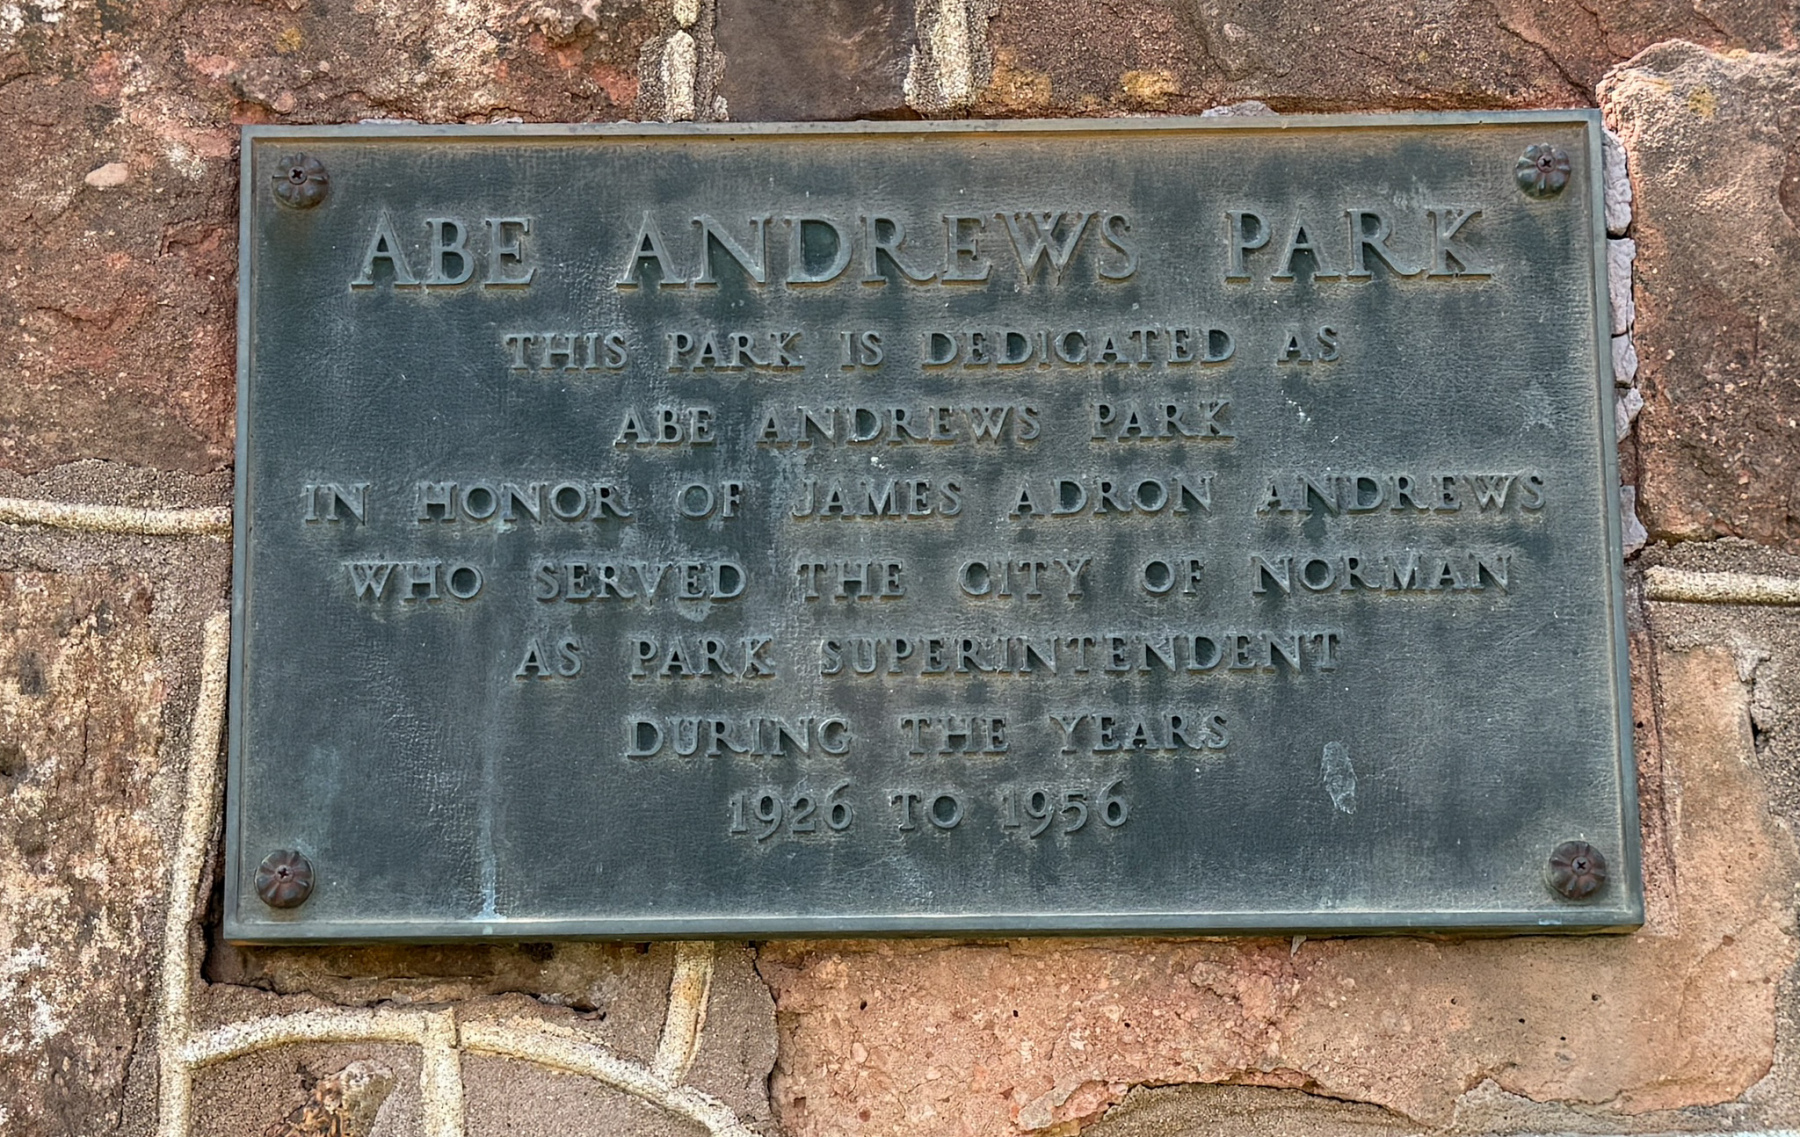 ABE ANDREWS PARK
THIS PARK IS DEDICATED AS
ABE ANDREWS PARK
IN HONOR OF JAMES ADRON ANDREWS
WHO SERVED THE CITY OF NORMAN
AS PARK SUPERINTENDENT
DURING THE YEARS
1926 TO 1956